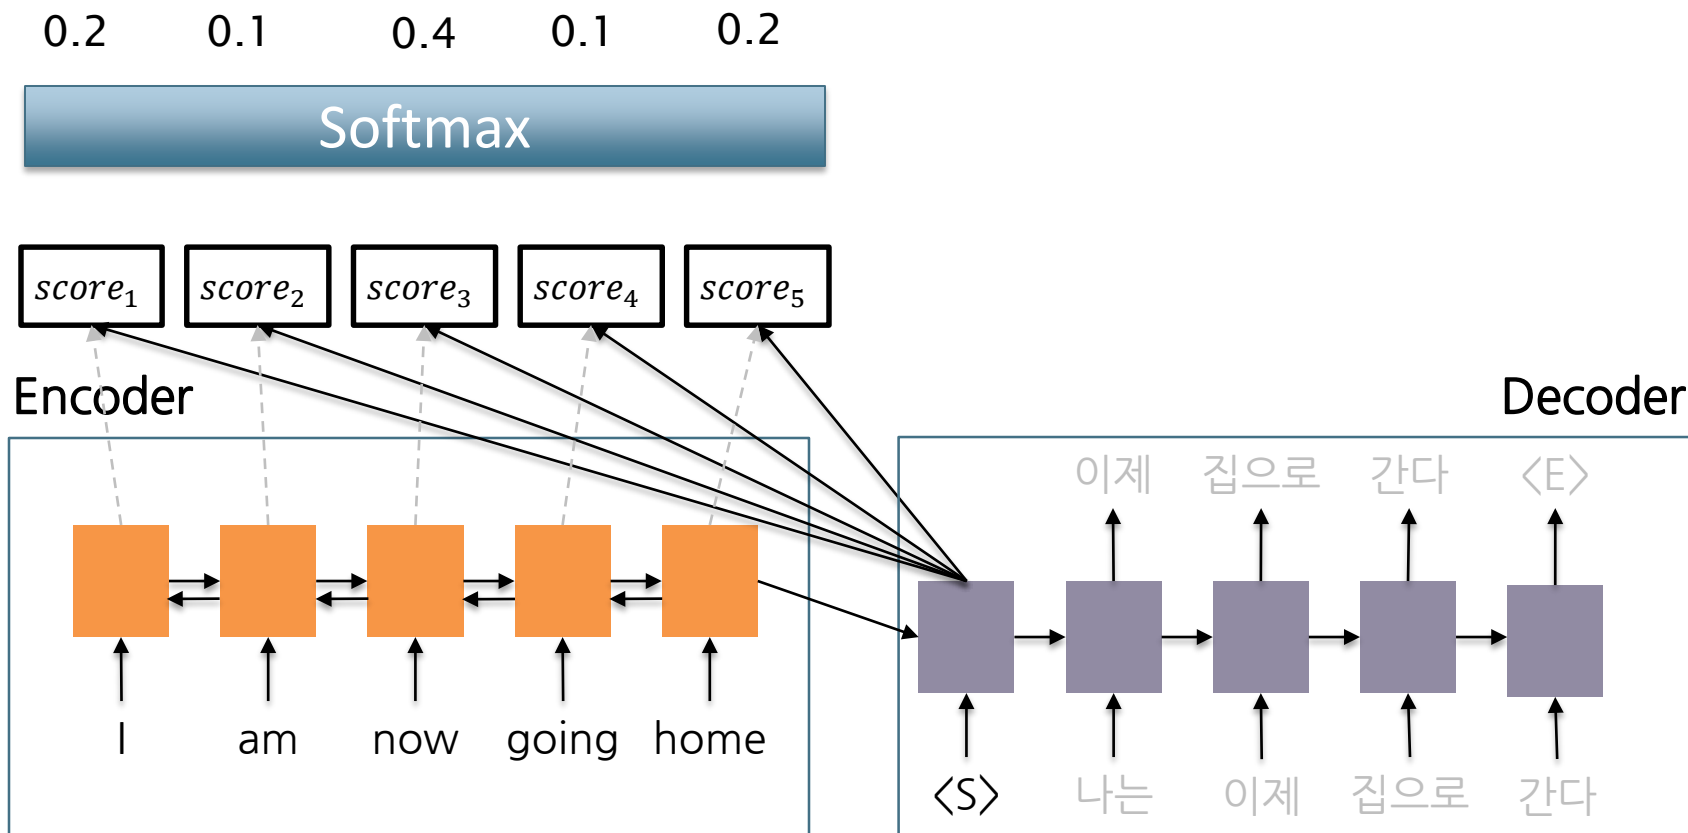 0.2 0.1 0.4 0.1 0.2
Softmax
score₁ score₂ score₃ score₄ score₅
Encoder
Decoder
이제 집으로 간다 <E>
I am now going home
<S> 나는 이제 집으로 간다